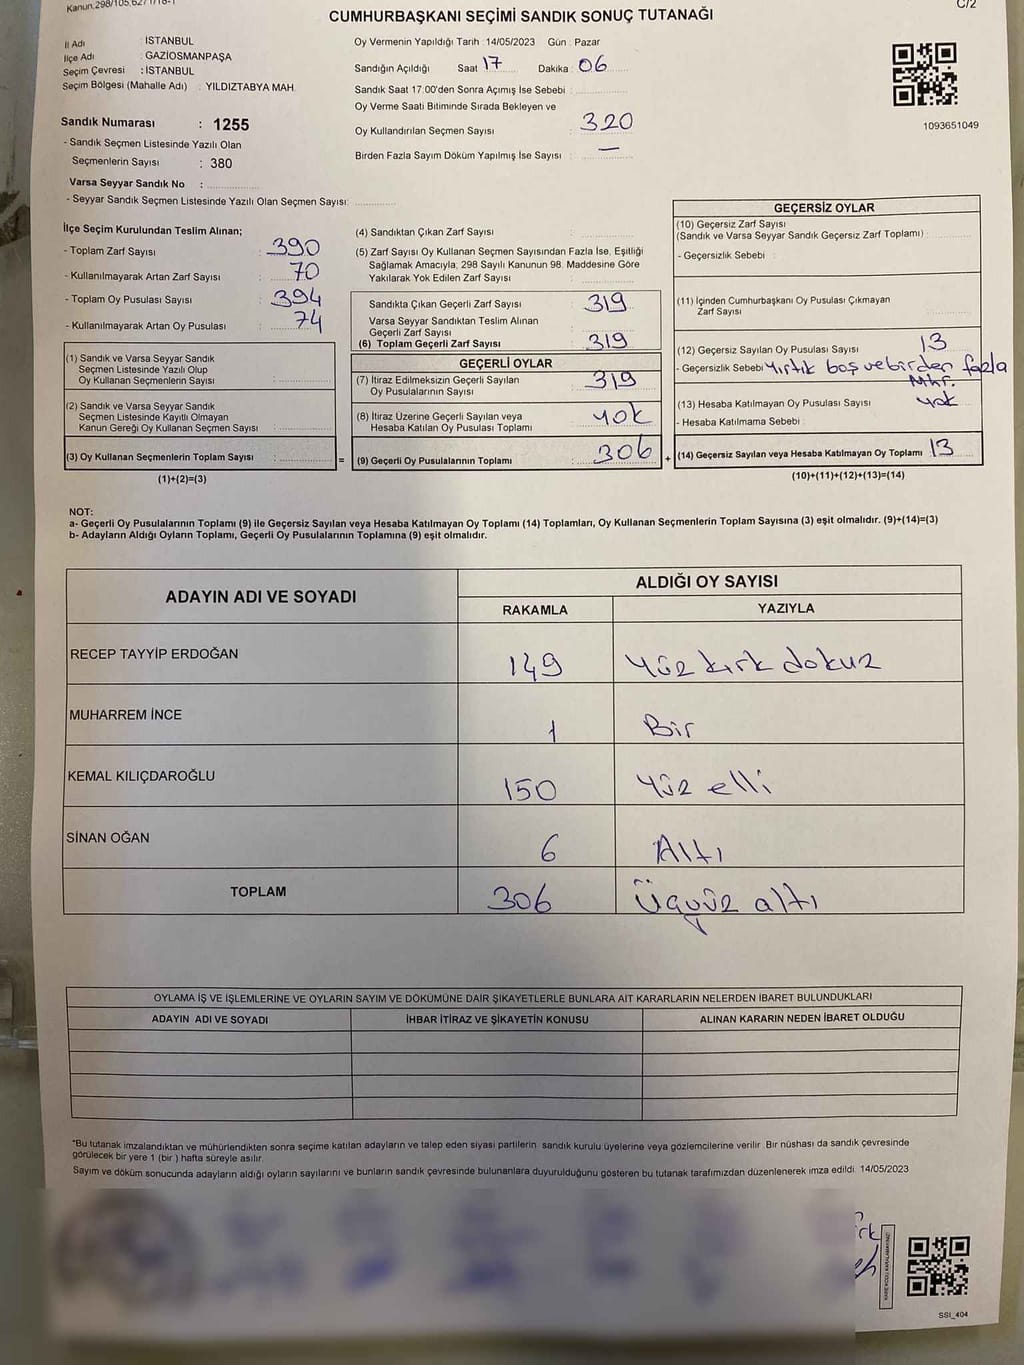 Kanun,298/105,62
C/2
CUMHURBAŞKANI SEÇİMİ SANDIK SONUÇ TUTANAĞI
İl Adı : İSTANBUL
İlçe Adı : GAZİOSMANPAŞA
Seçim Çevresi : İSTANBUL
Seçim Bölgesi (Mahalle Adı) : YILDIZTABYA MAH.
Sandık Numarası : 1255
- Sandık Seçmen Listesinde Yazılı Olan
Seçmenlerin Sayısı : 380
Varsa Seyyar Sandık No :
- Seyyar Sandık Seçmen Listesinde Yazılı Olan Seçmen Sayısı:
Oy Vermenin Yapıldığı Tarih : 14/05/2023 Gün : Pazar
Sandığın Açıldığı Saat : 17 Dakika : 06
Sandık Saat 17:00'den Sonra Açımış İse Sebebi :
Oy Verme Saati Bitiminde Sırada Bekleyen ve
Oy Kullandırılan Seçmen Sayısı : 320
Birden Fazla Sayım Döküm Yapılmış İse Sayısı : —
1093651049
İlçe Seçim Kurulundan Teslim Alınan;
- Toplam Zarf Sayısı : 390
- Kullanılmayarak Artan Zarf Sayısı : 70
- Toplam Oy Pusulası Sayısı : 394
- Kullanılmayarak Artan Oy Pusulası : 74
(1) Sandık ve Varsa Seyyar Sandık
Seçmen Listesinde Yazılı Olup
Oy Kullanan Seçmenlerin Sayısı :
(2) Sandık ve Varsa Seyyar Sandık
Seçmen Listesinde Kayıtlı Olmayan
Kanun Gereği Oy Kullanan Seçmen Sayısı :
(3) Oy Kullanan Seçmenlerin Toplam Sayısı :
(1)+(2)=(3)
=
(4) Sandıktan Çıkan Zarf Sayısı :
(5) Zarf Sayısı Oy Kullanan Seçmen Sayısından Fazla İse, Eşitliği
Sağlamak Amacıyla; 298 Sayılı Kanunun 98. Maddesine Göre
Yakılarak Yok Edilen Zarf Sayısı :
Sandıkta Çıkan Geçerli Zarf Sayısı : 319
Varsa Seyyar Sandıktan Teslim Alınan
Geçerli Zarf Sayısı :
(6) Toplam Geçerli Zarf Sayısı : 319
GEÇERLİ OYLAR
(7) İtiraz Edilmeksizin Geçerli Sayılan
Oy Pusulalarının Sayısı : 319
(8) İtiraz Üzerine Geçerli Sayılan veya
Hesaba Katılan Oy Pusulası Toplamı : yok
(9) Geçerli Oy Pusulalarının Toplamı : 306
+
GEÇERSİZ OYLAR
(10) Geçersiz Zarf Sayısı
(Sandık ve Varsa Seyyar Sandık Geçersiz Zarf Toplamı) :
- Geçersizlik Sebebi :
(11) İçinden Cumhurbaşkanı Oy Pusulası Çıkmayan
Zarf Sayısı :
(12) Geçersiz Sayılan Oy Pusulası Sayısı : 13
- Geçersizlik Sebebi Yırtık boş ve birden fazla
Mhr.
(13) Hesaba Katılmayan Oy Pusulası Sayısı : yok
- Hesaba Katılmama Sebebi :
(14) Geçersiz Sayılan veya Hesaba Katılmayan Oy Toplamı : 13
(10)+(11)+(12)+(13)=(14)
NOT:
a- Geçerli Oy Pusulalarının Toplamı (9) ile Geçersiz Sayılan veya Hesaba Katılmayan Oy Toplamı (14) Toplamları, Oy Kullanan Seçmenlerin Toplam Sayısına (3) eşit olmalıdır. (9)+(14)=(3)
b- Adayların Aldığı Oyların Toplamı, Geçerli Oy Pusulalarının Toplamına (9) eşit olmalıdır.
ADAYIN ADI VE SOYADI
ALDIĞI OY SAYISI
RAKAMLA YAZIYLA
RECEP TAYYİP ERDOĞAN 149 Yüz kırk dokuz
MUHARREM İNCE 1 Bir
KEMAL KILIÇDAROĞLU 150 Yüz elli
SİNAN OĞAN 6 Altı
TOPLAM 306 Üçyüz altı
OYLAMA İŞ VE İŞLEMLERİNE VE OYLARIN SAYIM VE DÖKÜMÜNE DAİR ŞİKAYETLERLE BUNLARA AİT KARARLARIN NELERDEN İBARET BULUNDUKLARI
ADAYIN ADI VE SOYADI İHBAR İTİRAZ VE ŞİKAYETİN KONUSU ALINAN KARARIN NEDEN İBARET OLDUĞU
"Bu tutanak imzalandıktan ve mühürlendikten sonra seçime katılan adayların ve talep eden siyasi partilerin sandık kurulu üyelerine veya gözlemcilerine verilir. Bir nüshası da sandık çevresinde
görülecek bir yere 1 (bir ) hafta süreyle asılır.
Sayım ve döküm sonucunda adayların aldığı oyların sayılarını ve bunların sandık çevresinde bulunanlara duyurulduğunu gösteren bu tutanak tarafımızdan düzenlenerek imza edildi. 14/05/2023
KAREKODU KARALAMAYINIZ!
SSI_404